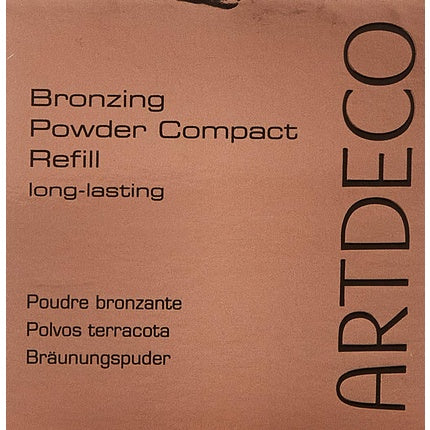 Bronzing
Powder Compact
Refill
long-lasting
Poudre bronzante
Polvos terracota
Bräunungspuder
ARTDECO